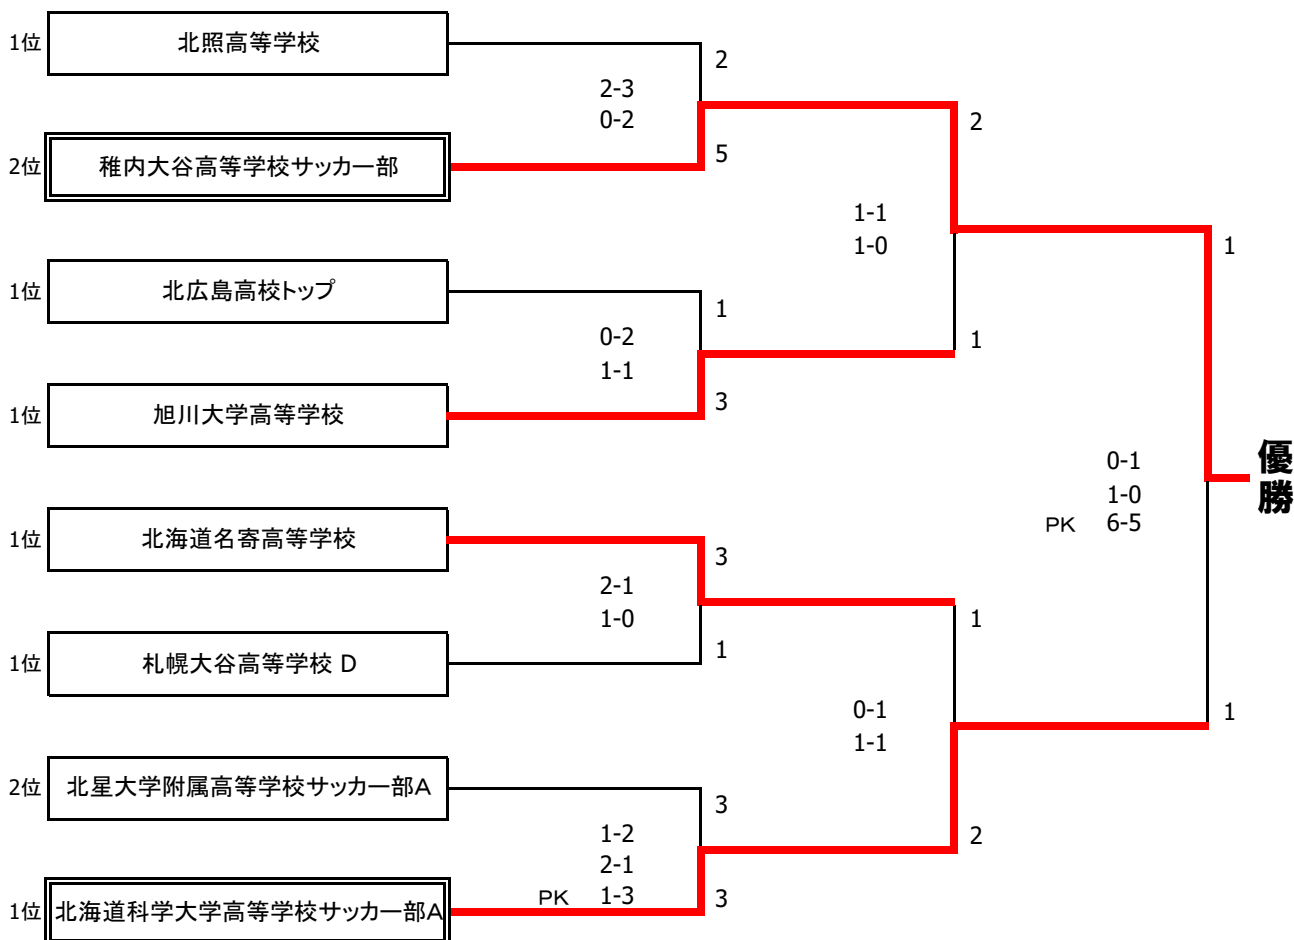 1位 北照高等学校
2
2-3
0-2
2
2位 稚内大谷高等学校サッカー部
5
1-1
1-0
1
1位 北広島高校トップ
1
0-2
1
1-1
1位 旭川大学高等学校
3
優勝
0-1
1-0
PK 6-5
1位 北海道名寄高等学校
3
2-1
1-0
1
1位 札幌大谷高等学校 D
1
0-1
1
1-1
2位 北星大学附属高等学校サッカー部A
3
1-2
2
2-1
PK 1-3
1位 北海道科学大学高等学校サッカー部A
3